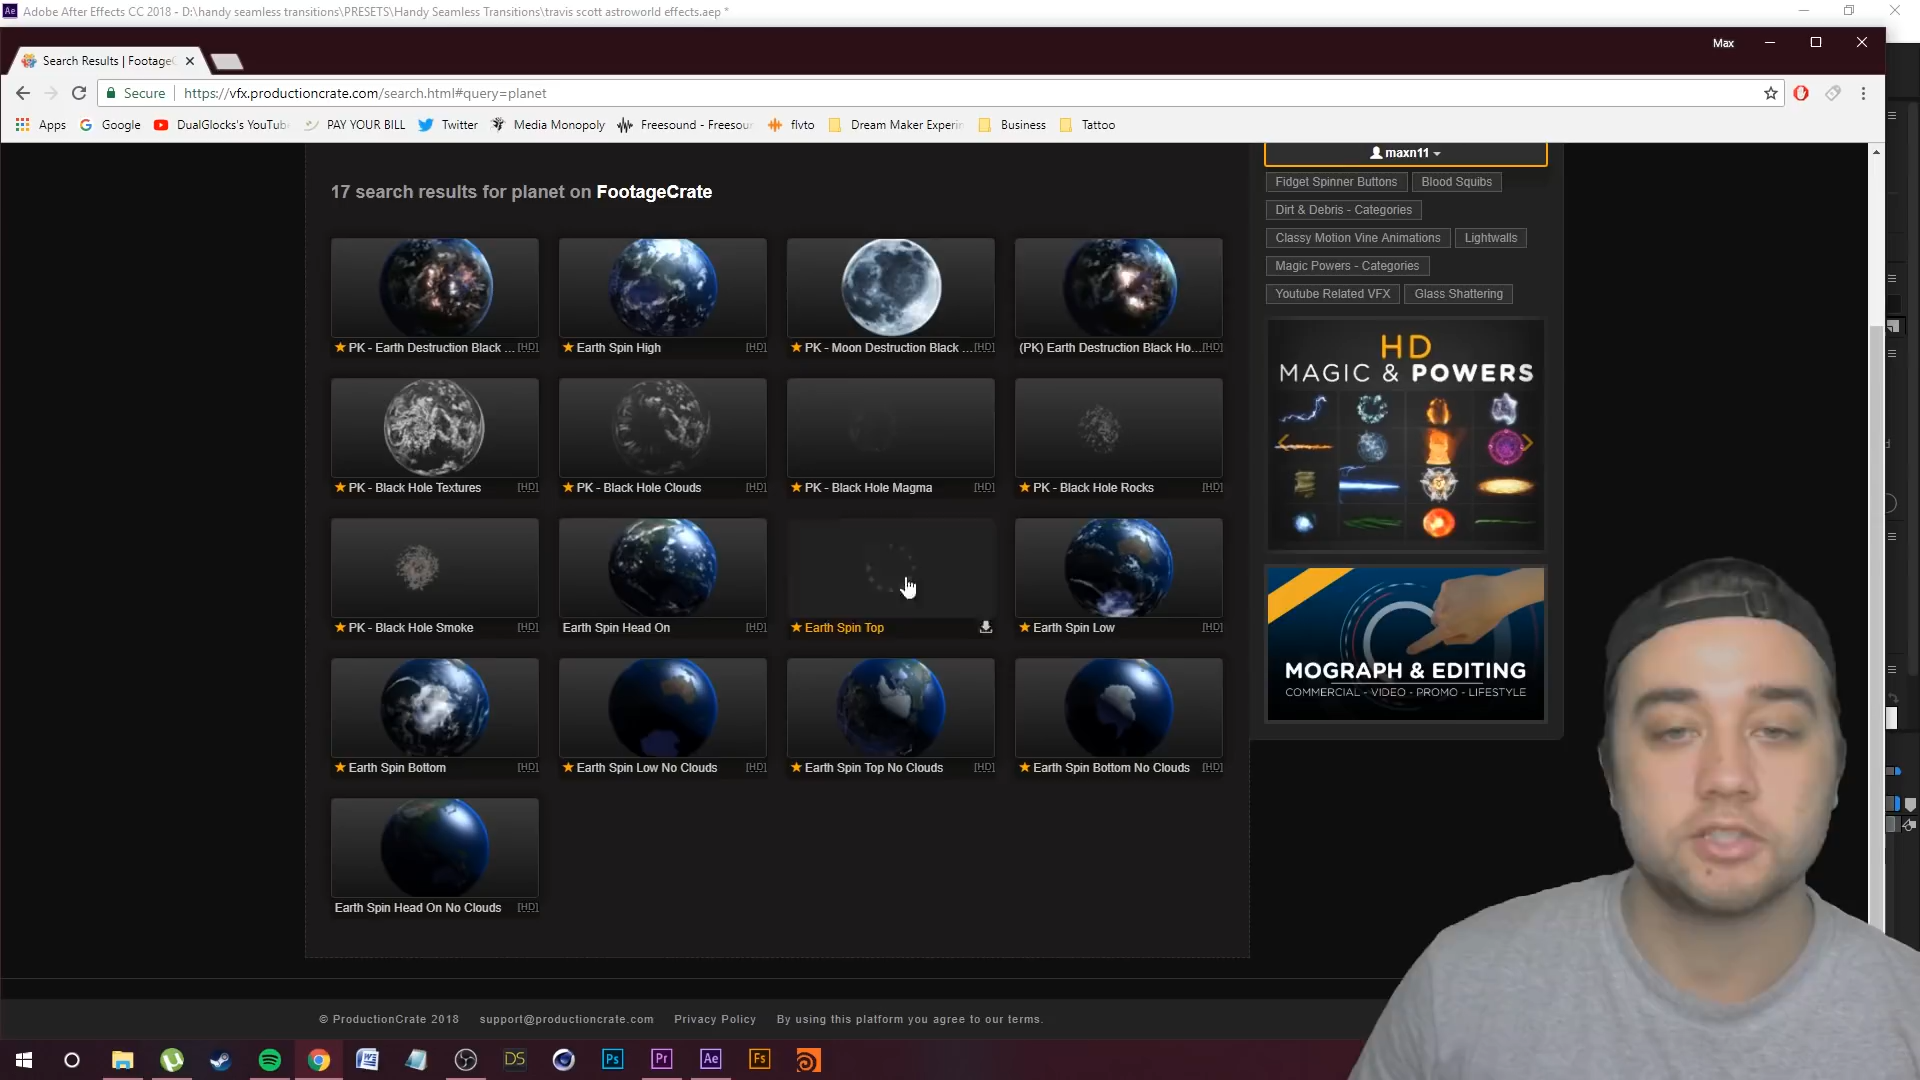 Adobe After Effects CC 2018 - D:\handy seamless transitions\PRESETS\Handy Seamless Transitions\travis scott astroworld effects.aep *
Search Results | Footage
Max
Secure
https://vfx.productioncrate.com/search.html#query=planet
Apps
Google
DualGlocks's YouTub
PAY YOUR BILL
Twitter
Media Monopoly
Freesound - Freesou
flvto
Dream Maker Experin
Business
Tattoo
maxn11
17 search results for planet on FootageCrate
Fidget Spinner Buttons
Blood Squibs
Dirt & Debris - Categories
Classy Motion Vine Animations
Lightwalls
Magic Powers - Categories
Youtube Related VFX
Glass Shattering
PK - Earth Destruction Black ... [HD]
Earth Spin High [HD]
PK - Moon Destruction Black ... [HD]
(PK) Earth Destruction Black Ho... [HD]
HD
MAGIC & POWERS
PK - Black Hole Textures [HD]
PK - Black Hole Clouds [HD]
PK - Black Hole Magma [HD]
PK - Black Hole Rocks [HD]
PK - Black Hole Smoke [HD]
Earth Spin Head On [HD]
Earth Spin Top
Earth Spin Low [HD]
MOGRAPH & EDITING
COMMERCIAL - VIDEO - PROMO - LIFESTYLE
Earth Spin Bottom [HD]
Earth Spin Low No Clouds [HD]
Earth Spin Top No Clouds [HD]
Earth Spin Bottom No Clouds [HD]
Earth Spin Head On No Clouds [HD]
© ProductionCrate 2018
support@productioncrate.com
Privacy Policy
By using this platform you agree to our terms.
DS
Ps
Pr
Ae
Fs